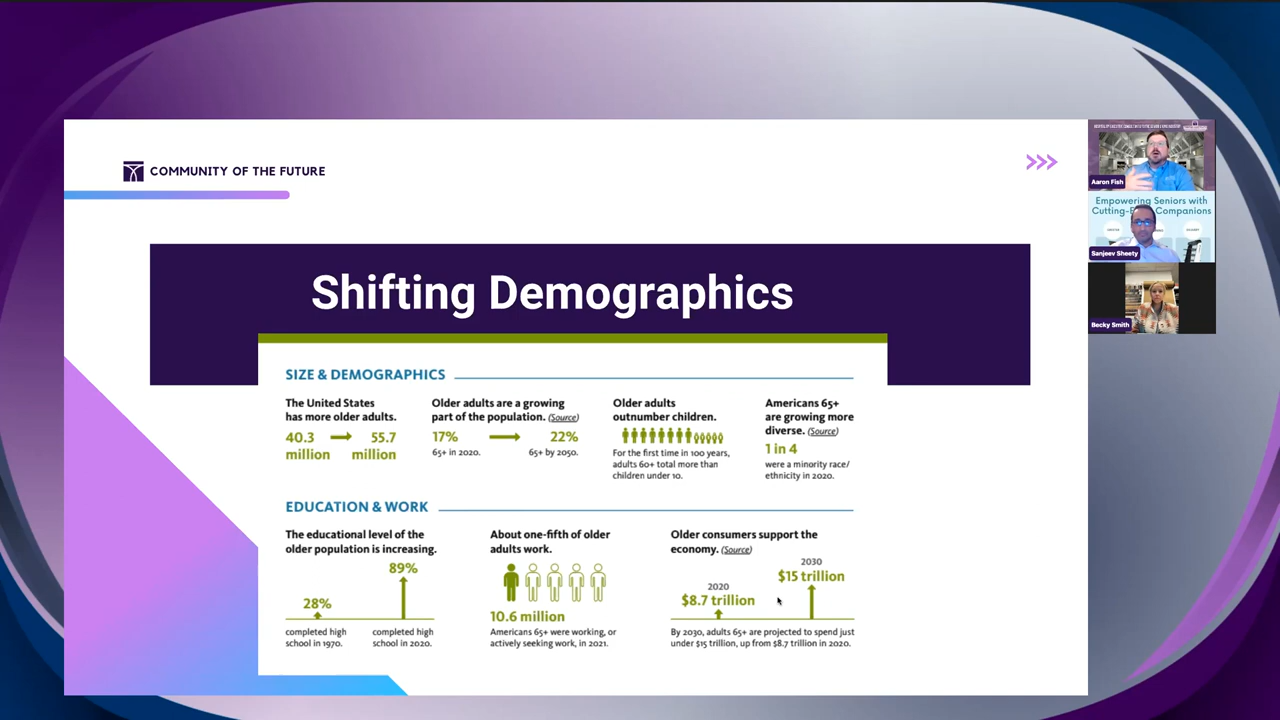 COMMUNITY OF THE FUTURE
Shifting Demographics
SIZE & DEMOGRAPHICS
The United States
has more older adults.
40.3
million
55.7
million
Older adults are a growing
part of the population. (Source)
17%
22%
65+ in 2020.
65+ by 2050.
Older adults
outnumber children.
For the first time in 100 years,
adults 60+ total more than
children under 10.
Americans 65+
are growing more
diverse. (Source)
1 in 4
were a minority race/
ethnicity in 2020.
EDUCATION & WORK
The educational level of the
older population is increasing.
28%
89%
completed high
school in 1970.
completed high
school in 2020.
About one-fifth of older
adults work.
10.6 million
Americans 65+ were working, or
actively seeking work, in 2021.
Older consumers support the
economy. (Source)
2020
$8.7 trillion
2030
$15 trillion
By 2030, adults 65+ are projected to spend just
under $15 trillion, up from $8.7 trillion in 2020.
Aaron Fish
Empowering Seniors with
Companions
Sanjeev Sheety
Becky Smith